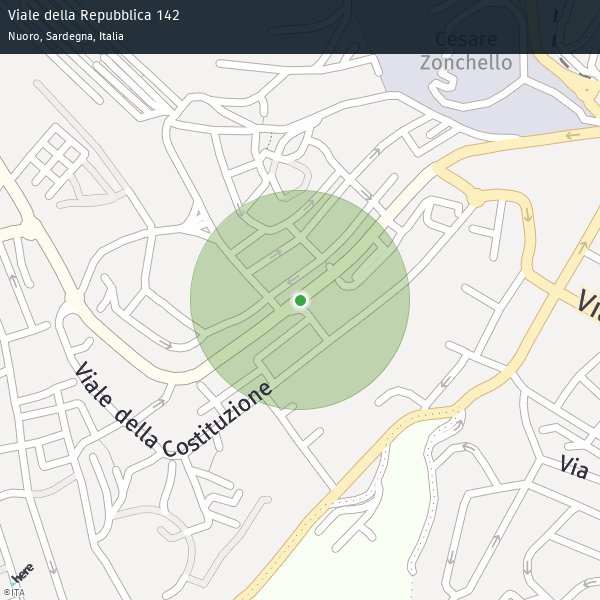 Viale della Repubblica 142
Nuoro, Sardegna, Italia
Cesare
Zonchello
Via
Viale della Costituzione
Via
here
©ITA